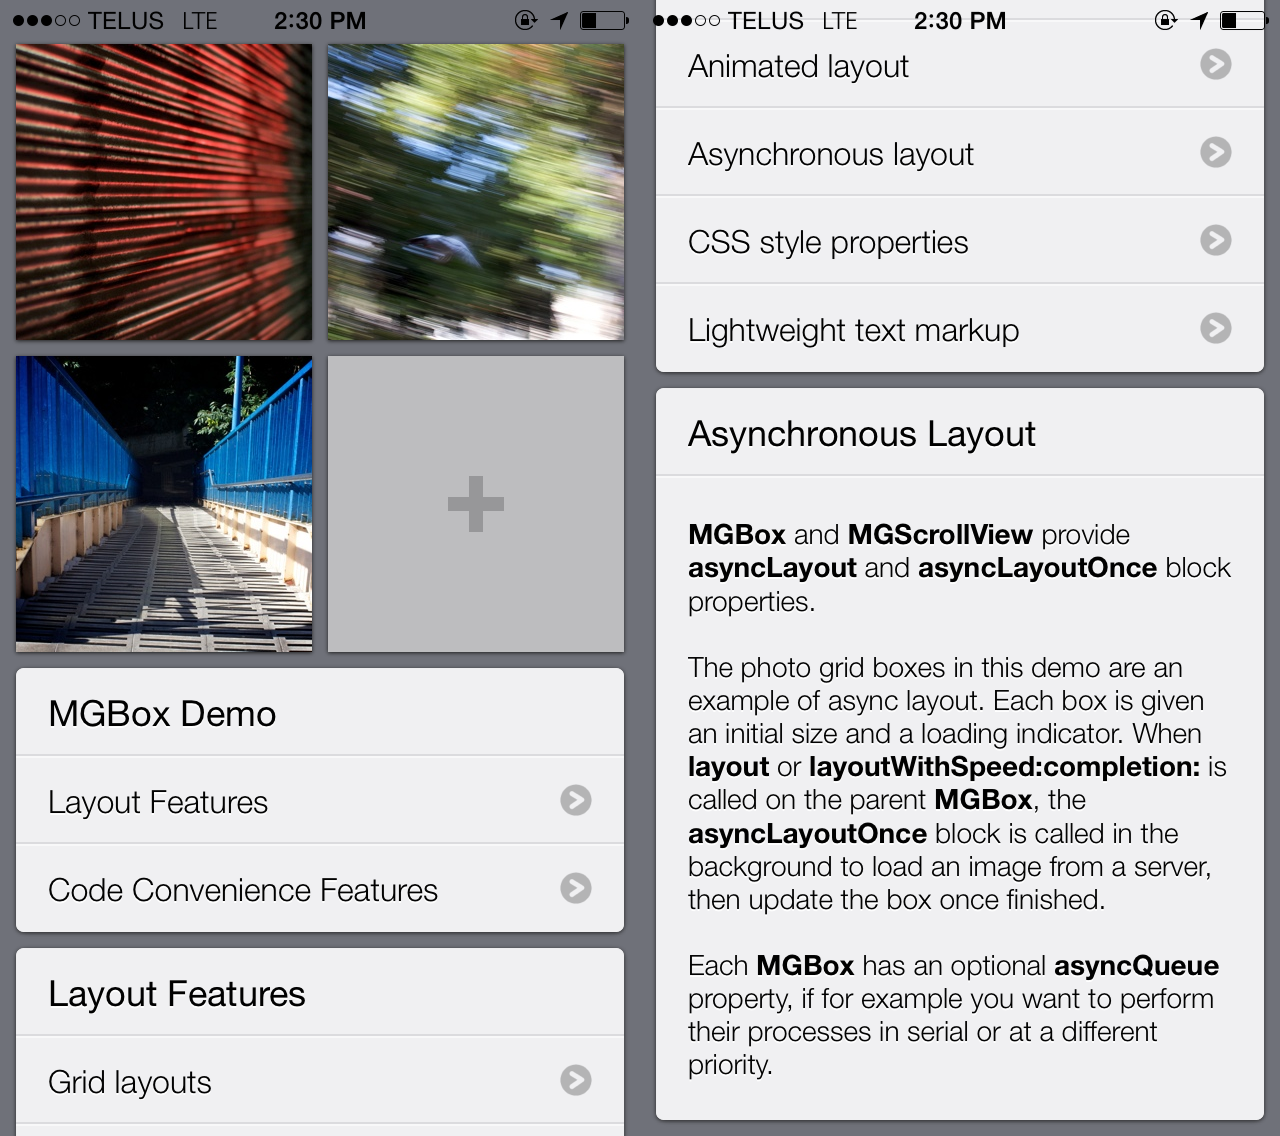 TELUS LTE 2:30 PM
MGBox Demo
Layout Features
Code Convenience Features
Layout Features
Grid layouts
TELUS LTE 2:30 PM
Animated layout
Asynchronous layout
CSS style properties
Lightweight text markup
Asynchronous Layout
MGBox and MGScrollView provide
asyncLayout and asyncLayoutOnce block
properties.
The photo grid boxes in this demo are an
example of async layout. Each box is given
an initial size and a loading indicator. When
layout or layoutWithSpeed:completion: is
called on the parent MGBox, the
asyncLayoutOnce block is called in the
background to load an image from a server,
then update the box once finished.
Each MGBox has an optional asyncQueue
property, if for example you want to perform
their processes in serial or at a different
priority.